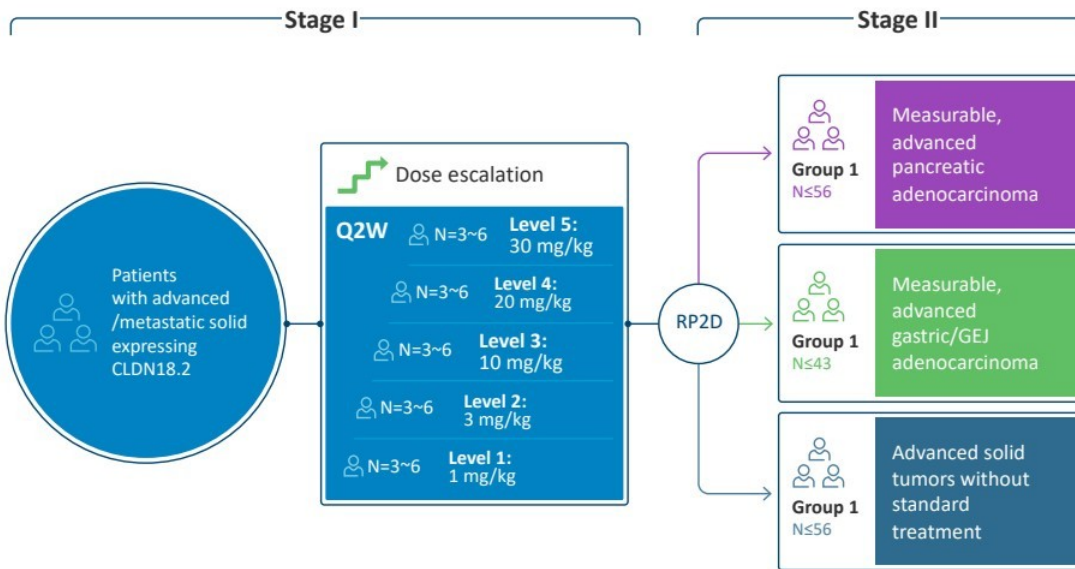 Stage I
Stage II
Patients
with advanced
/metastatic solid
expressing
CLDN18.2
Dose escalation
Q2W
N=3~6
Level 5:
30 mg/kg
N=3~6
Level 4:
20 mg/kg
N=3~6
Level 3:
10 mg/kg
N=3~6
Level 2:
3 mg/kg
N=3~6
Level 1:
1 mg/kg
RP2D
Group 1
N≤56
Measurable,
advanced
pancreatic
adenocarcinoma
Group 1
N≤43
Measurable,
advanced
gastric/GEJ
adenocarcinoma
Group 1
N≤56
Advanced solid
tumors without
standard
treatment